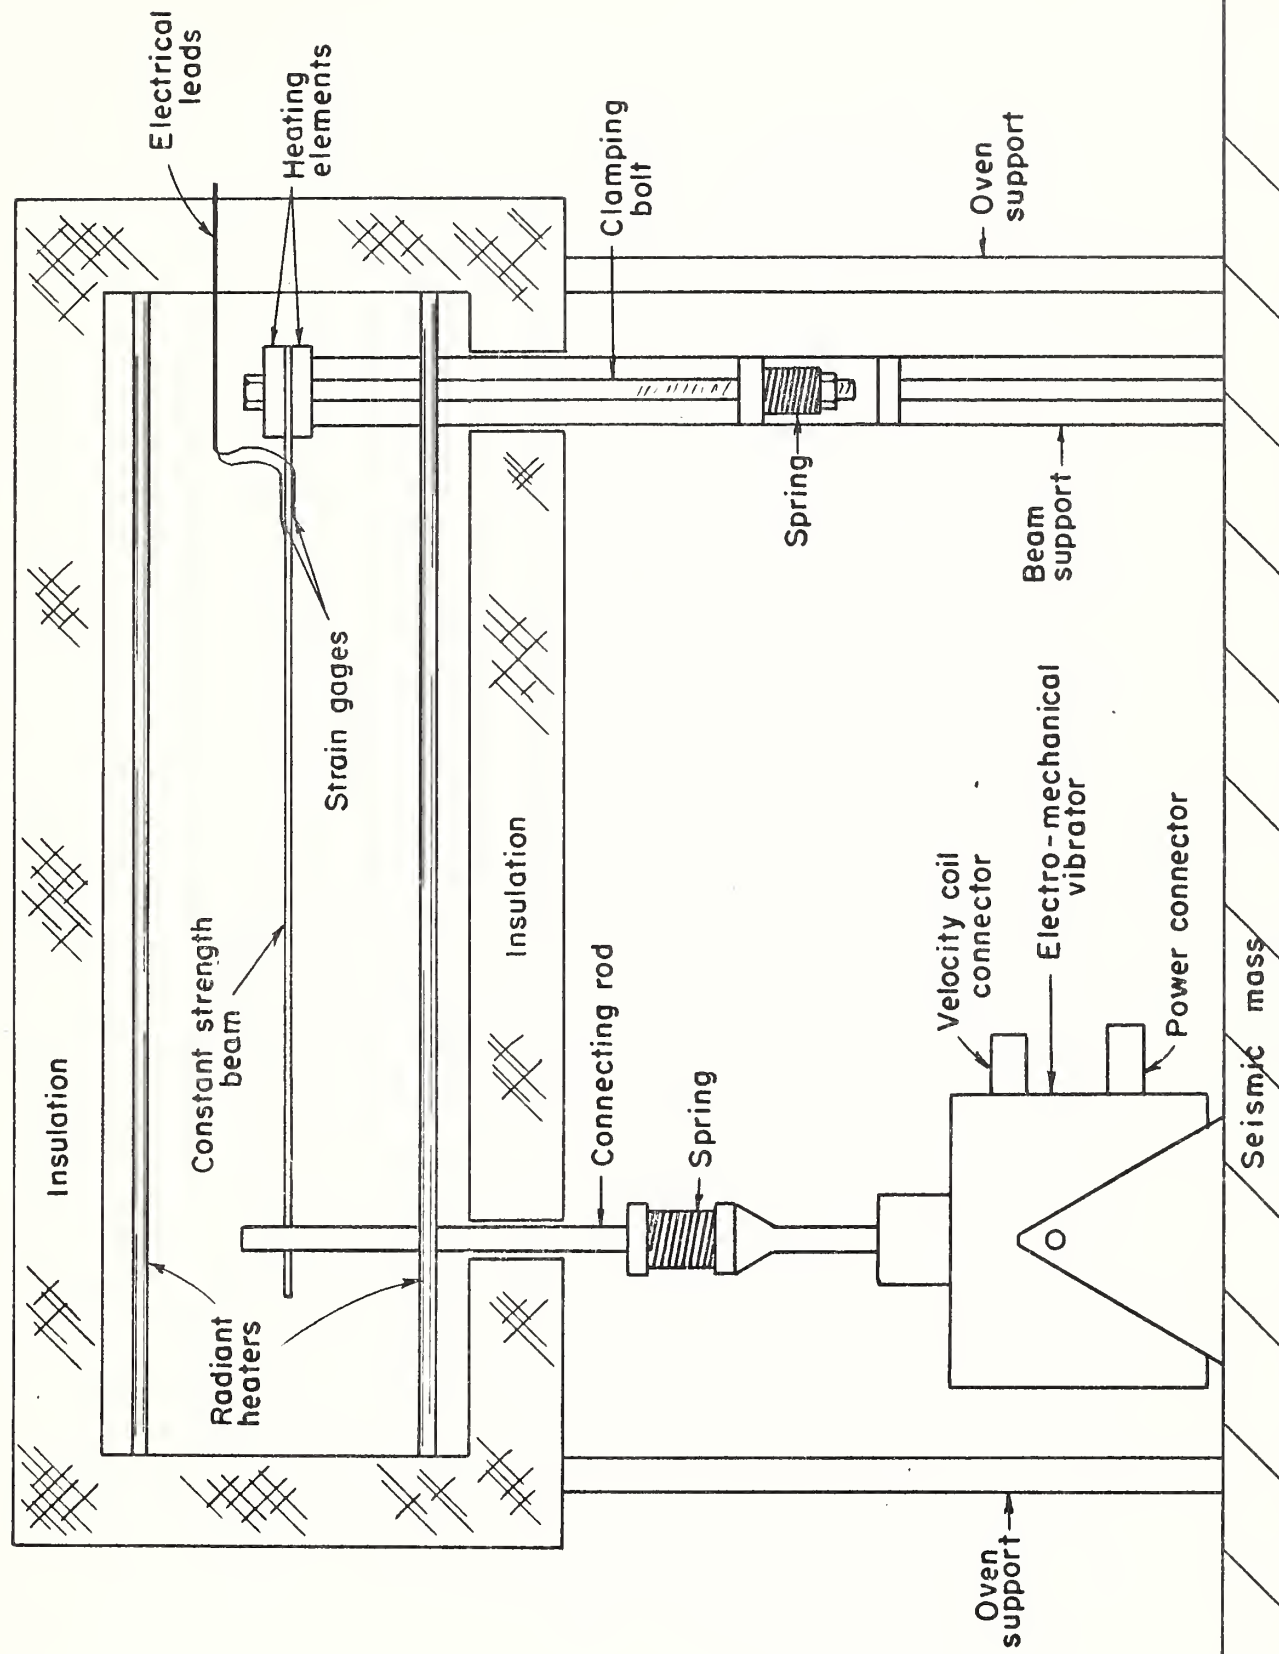 Electrical
leads
Heating
elements
Insulation
Constant strength
beam
Radiant
heaters
Strain gages
Insulation
Clamping
bolt
Connecting rod
Spring
Spring
Oven
support
Beam
support
Velocity coil
connector
Electro-mechanical
vibrator
Power connector
Oven
support
Seismic mass